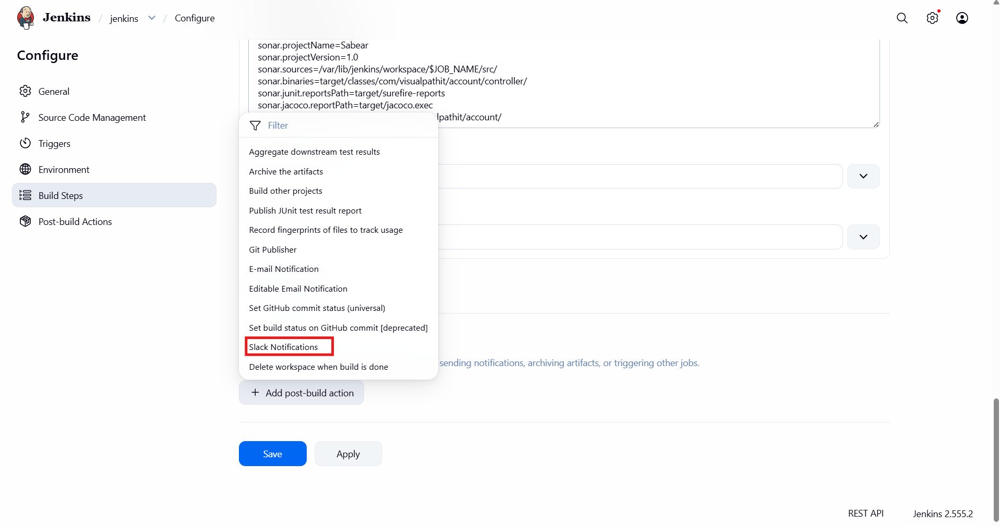 Jenkins / jenkins / Configure
Configure
General
Source Code Management
Triggers
Environment
Build Steps
Post-build Actions
sonar.projectName=Sabear
sonar.projectVersion=1.0
sonar.sources=/var/lib/jenkins/workspace/$JOB_NAME/src/
sonar.binaries=target/classes/com/visualpathit/account/controller/
sonar.junit.reportsPath=target/surefire-reports
sonar.jacoco.reportPath=target/jacoco.exec
lpathit/account/
Filter
Aggregate downstream test results
Archive the artifacts
Build other projects
Publish JUnit test result report
Record fingerprints of files to track usage
Git Publisher
E-mail Notification
Editable Email Notification
Set GitHub commit status (universal)
Set build status on GitHub commit [deprecated]
Slack Notifications
Delete workspace when build is done
sending notifications, archiving artifacts, or triggering other jobs.
+ Add post-build action
Save
Apply
REST API
Jenkins 2.555.2